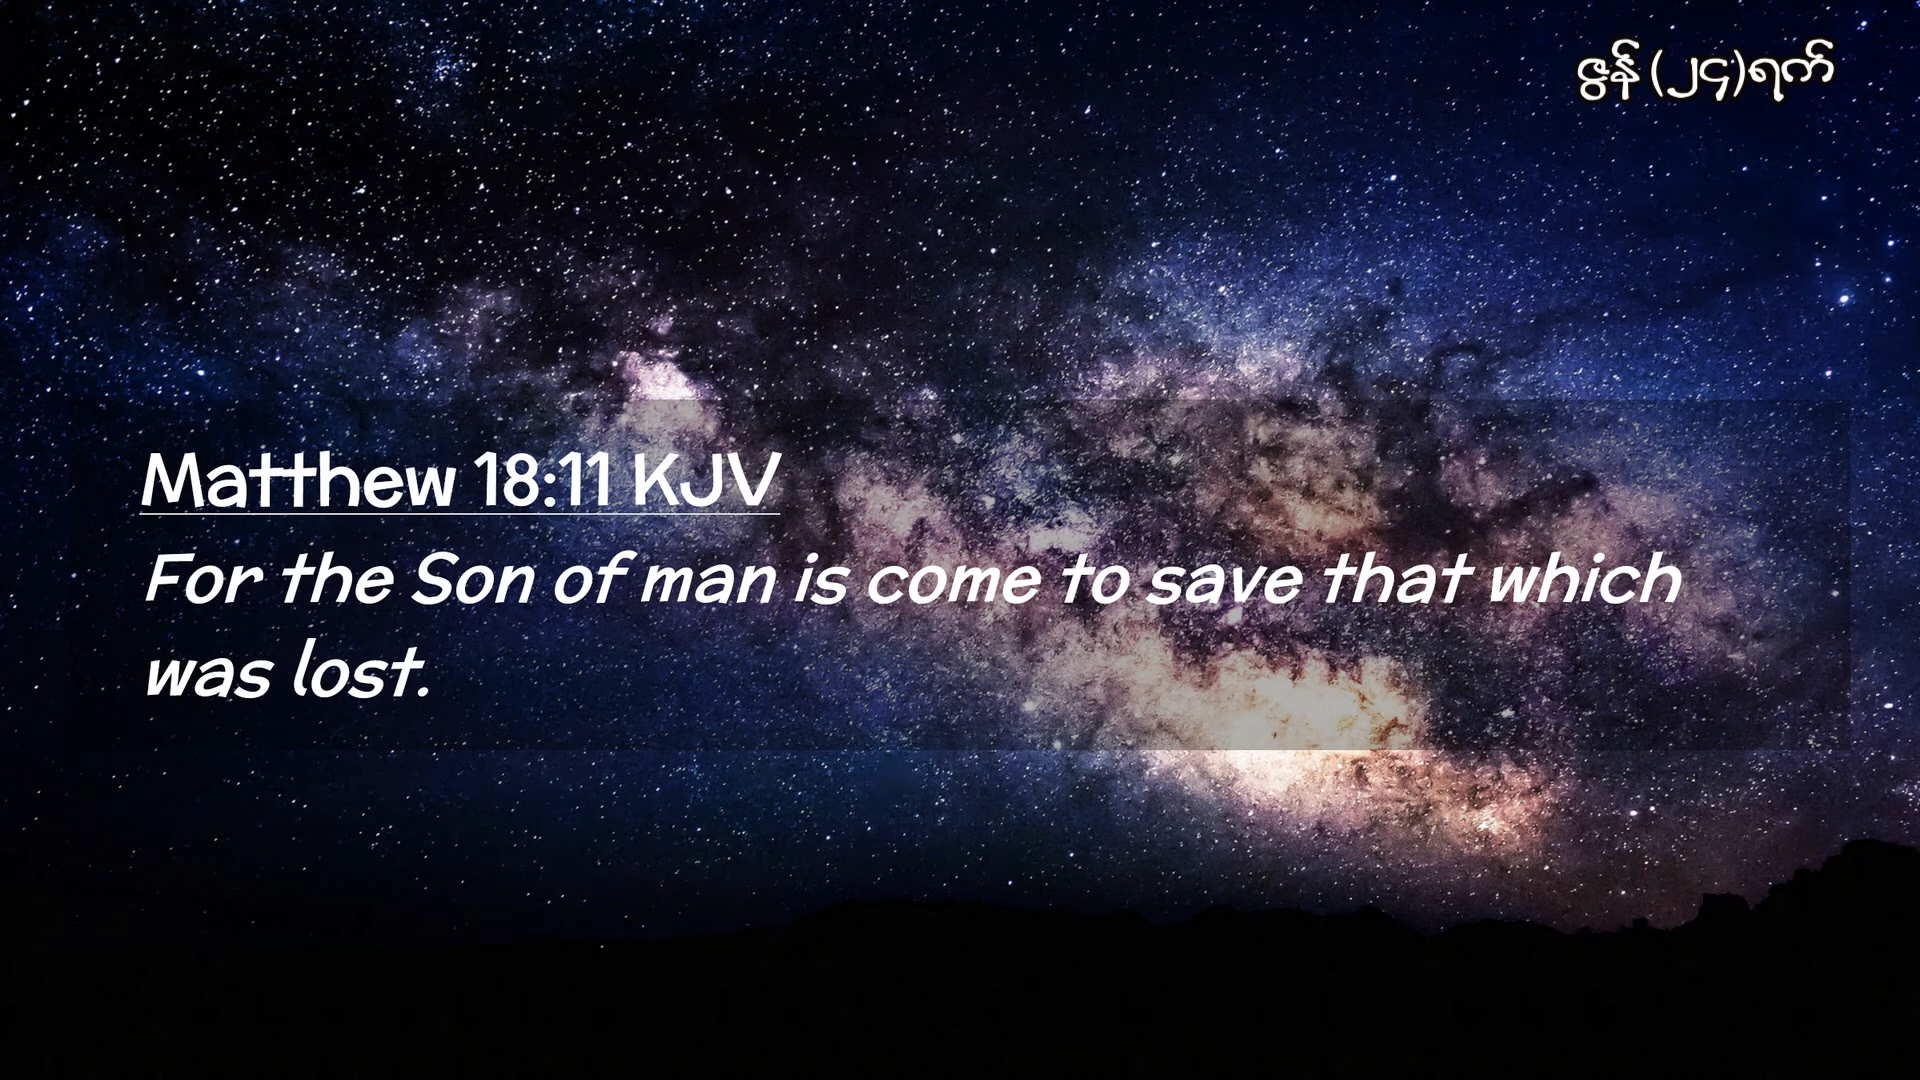 ဇွန် (၂၄)ရက်
Matthew 18:11 KJV
For the Son of man is come to save that which
was lost.